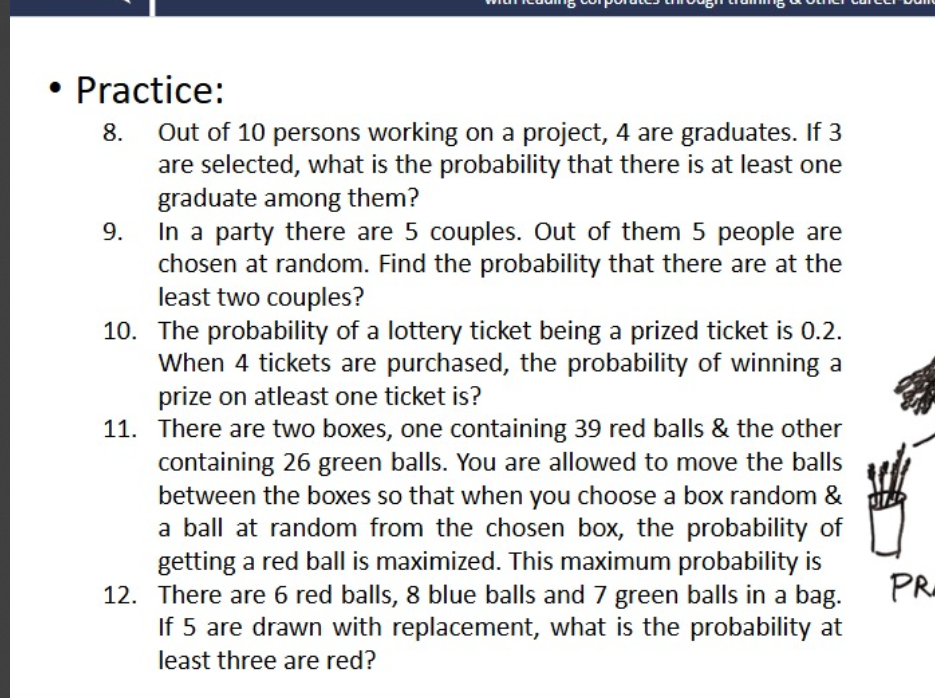 with leading corporates through training & other career-buil
• Practice:
8. Out of 10 persons working on a project, 4 are graduates. If 3
are selected, what is the probability that there is at least one
graduate among them?
9. In a party there are 5 couples. Out of them 5 people are
chosen at random. Find the probability that there are at the
least two couples?
10. The probability of a lottery ticket being a prized ticket is 0.2.
When 4 tickets are purchased, the probability of winning a
prize on atleast one ticket is?
11. There are two boxes, one containing 39 red balls & the other
containing 26 green balls. You are allowed to move the balls
between the boxes so that when you choose a box random &
a ball at random from the chosen box, the probability of
getting a red ball is maximized. This maximum probability is
12. There are 6 red balls, 8 blue balls and 7 green balls in a bag.
If 5 are drawn with replacement, what is the probability at
least three are red?
PRA